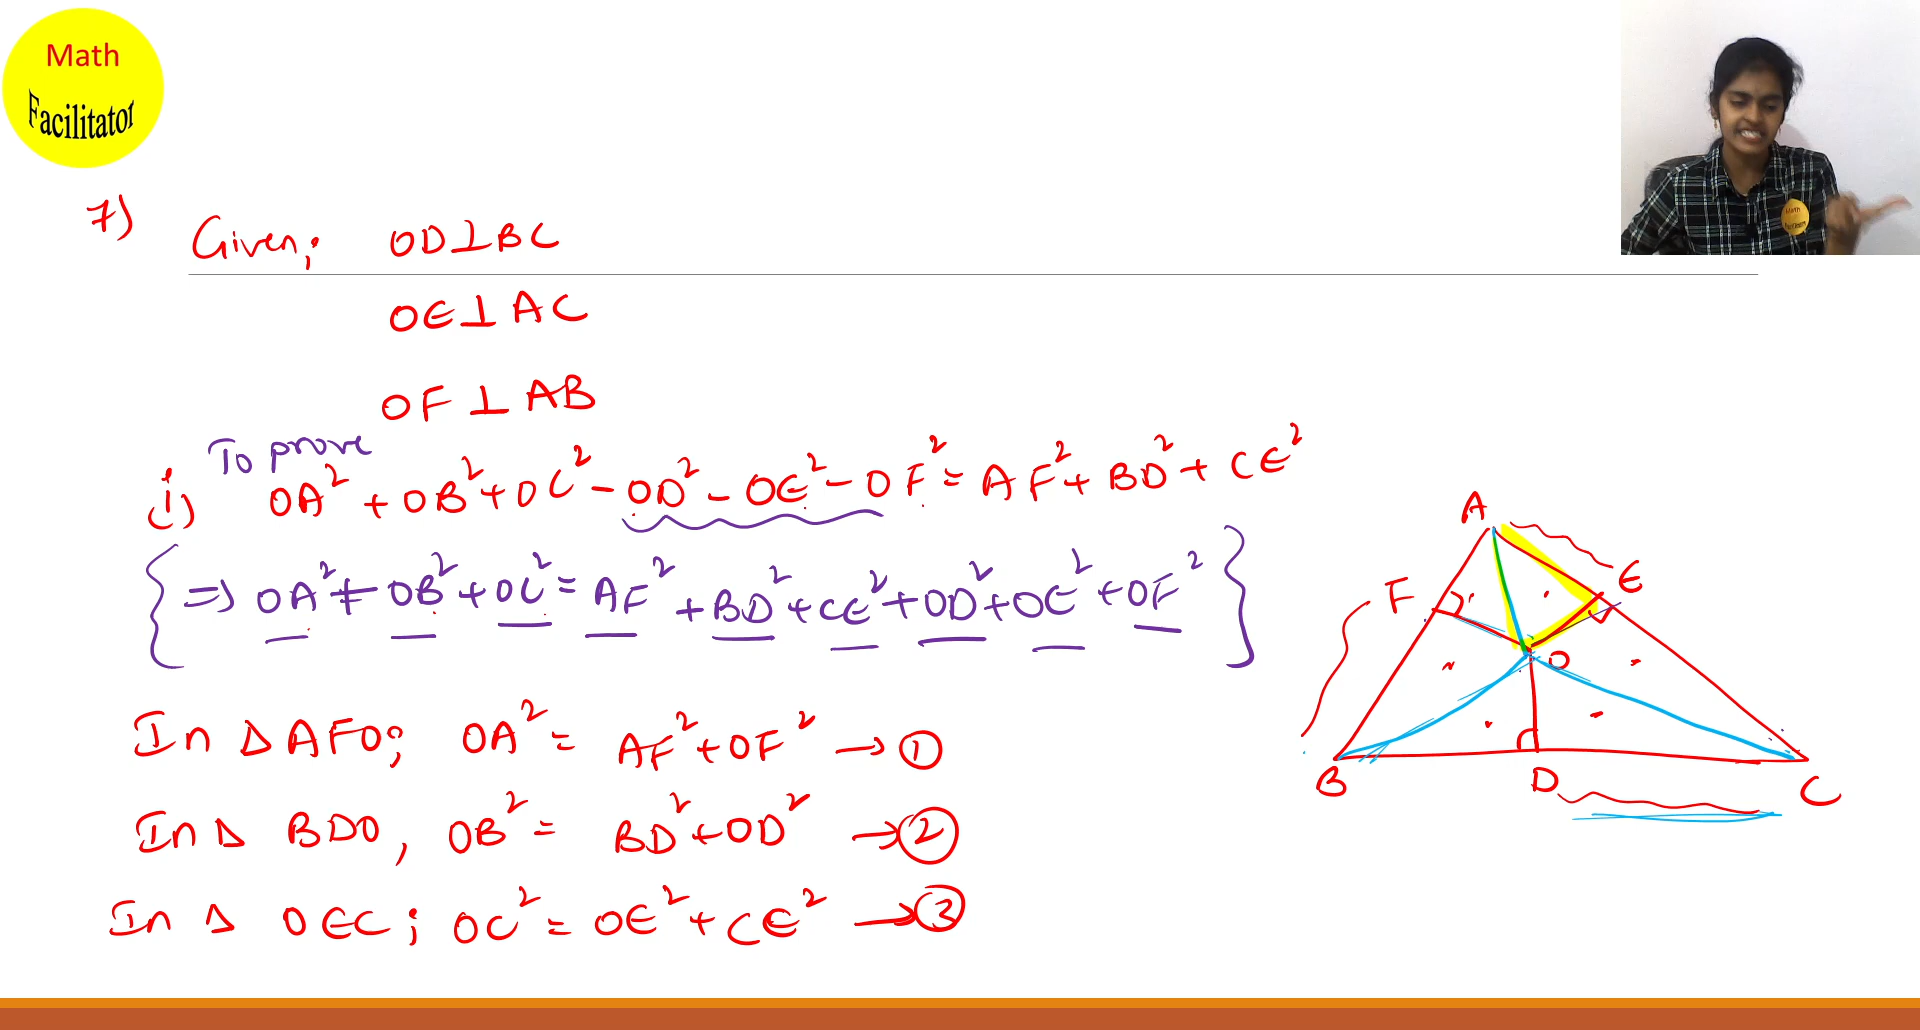 Math
Facilitator
Math
7) Given; OD⊥BC
OE⊥AC
OF⊥AB
To prove
i) OA² + OB² + OC² - OD² - OE² - OF² = AF² + BD² + CE²
{ ⇒ OA² + OB² + OC² = AF² + BD² + CE² + OD² + OE² + OF² }
In △AFO; OA² = AF² + OF² → ①
In △ BDO, OB² = BD² + OD² → ②
In △ OEC; OC² = OE² + CE² → ③
A
F
E
O
B
D
C